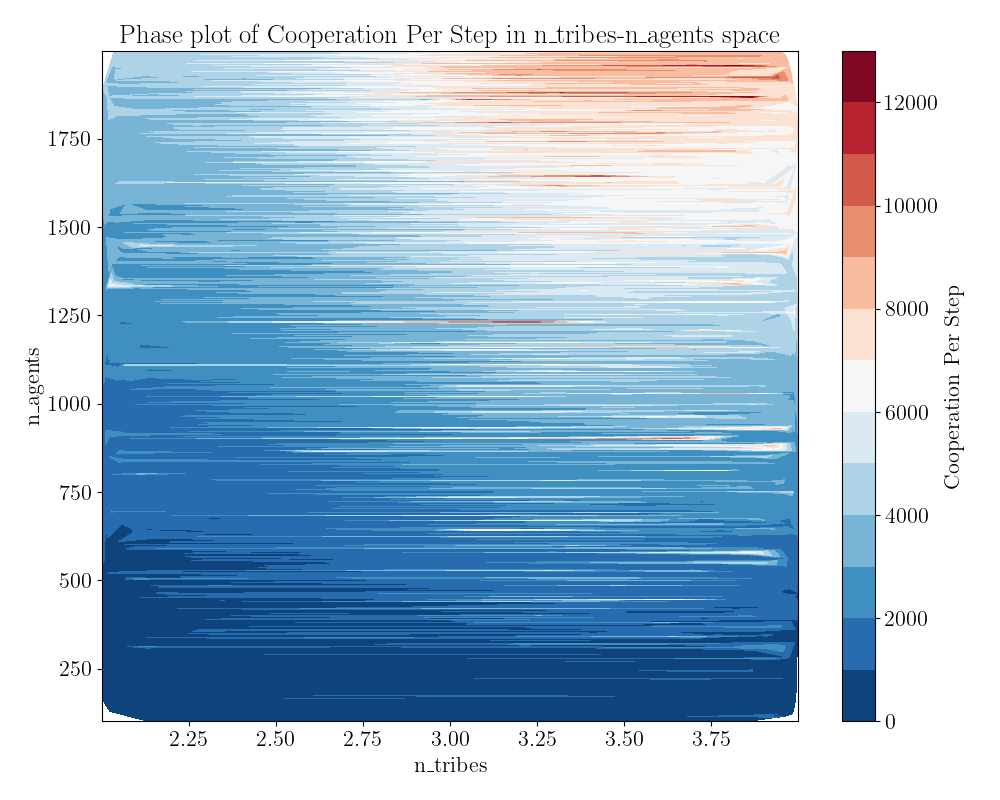 Phase plot of Cooperation Per Step in n_tribes-n_agents space
1750
1500
1250
1000
750
500
250
n_agents
2.25 2.50 2.75 3.00 3.25 3.50 3.75
n_tribes
12000
10000
8000
6000
4000
2000
0
Cooperation Per Step